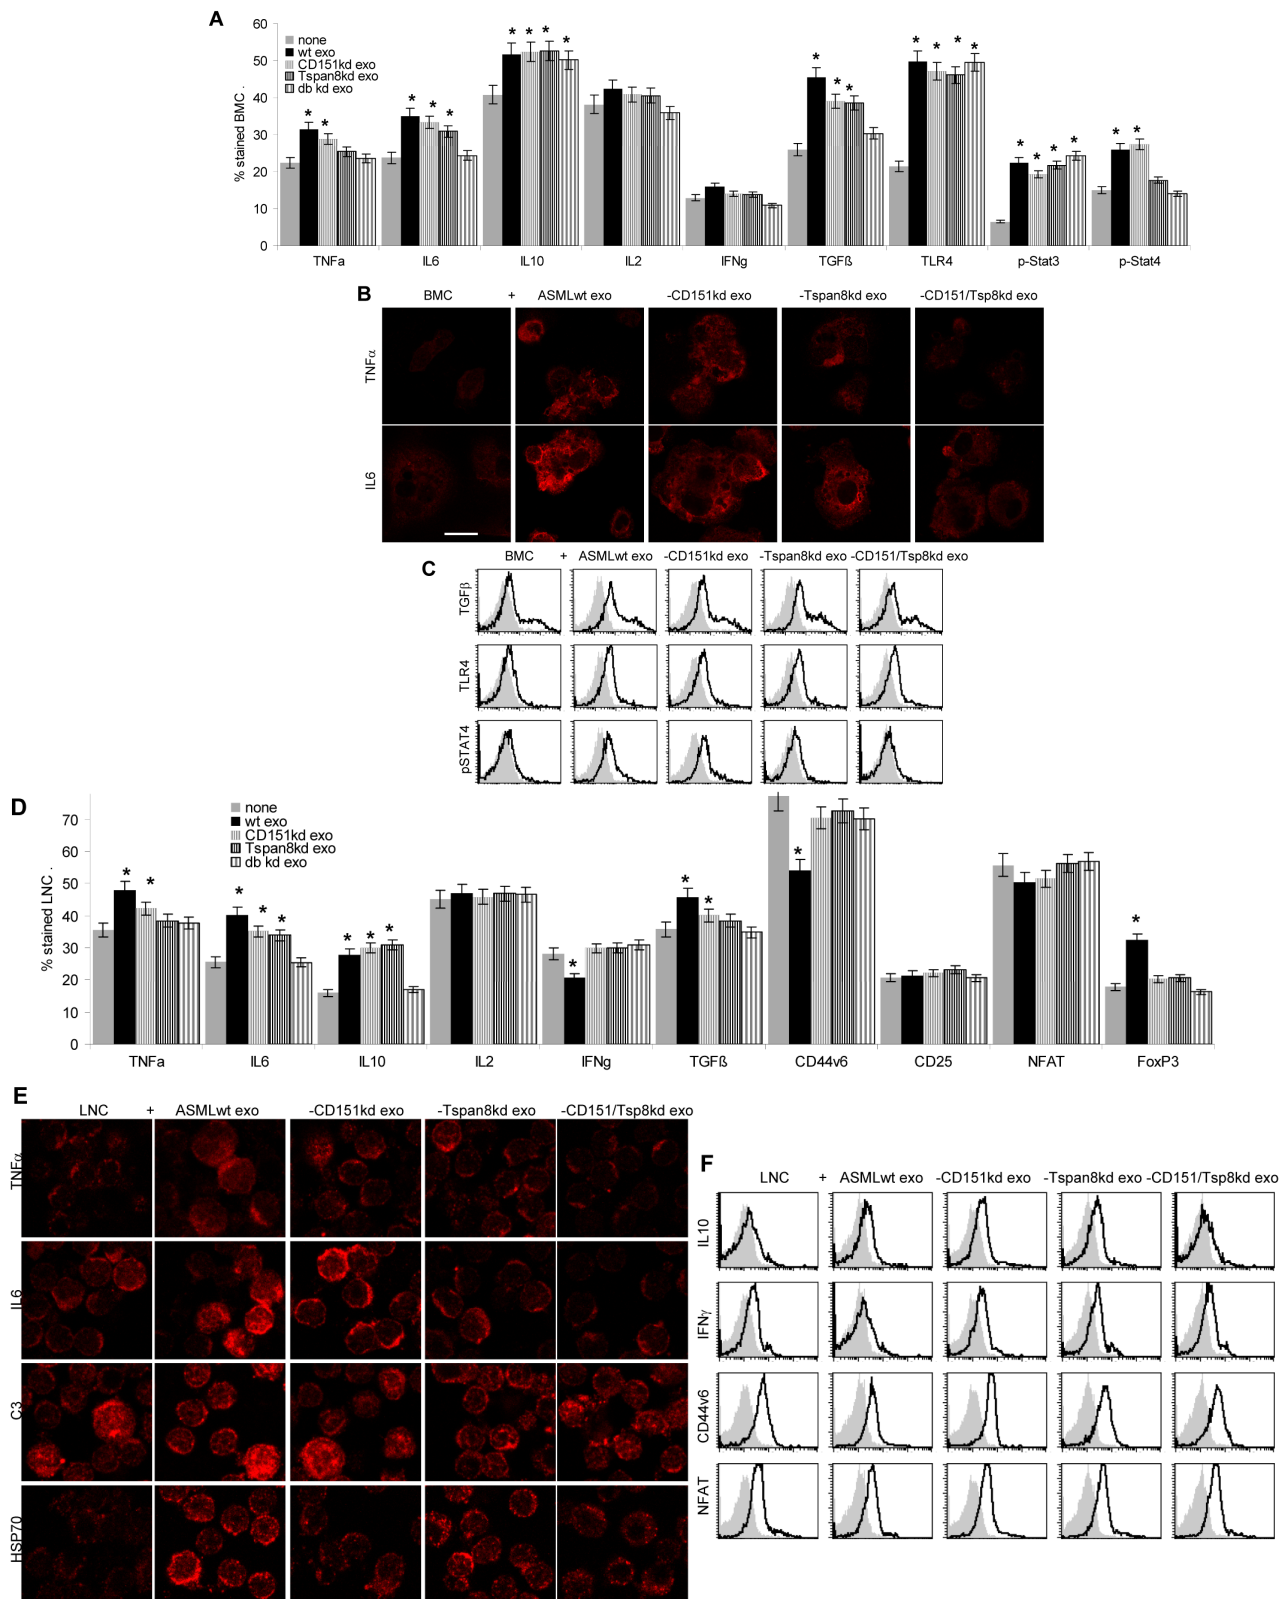 A
60
50
40
30
20
10
0
% stained BMC .
none
wt exo
CD151kd exo
Tspan8kd exo
db kd exo
* * * * * * * * * * * * * * * * * * * * * *
TNFa IL6 IL10 IL2 IFNg TGFß TLR4 p-Stat3 p-Stat4
B
BMC + ASMLwt exo -CD151kd exo -Tspan8kd exo -CD151/Tsp8kd exo
TNFα
IL6
C
BMC + ASMLwt exo -CD151kd exo -Tspan8kd exo -CD151/Tsp8kd exo
TGFβ
TLR4
pSTAT4
D
70
60
50
40
30
20
10
0
% stained LNC .
none
wt exo
CD151kd exo
Tspan8kd exo
db kd exo
* * * * * * * * * * * * *
TNFa IL6 IL10 IL2 IFNg TGFß CD44v6 CD25 NFAT FoxP3
E
LNC + ASMLwt exo -CD151kd exo -Tspan8kd exo -CD151/Tsp8kd exo
TNFα
IL6
C3
HSP70
F
LNC + ASMLwt exo -CD151kd exo -Tspan8kd exo -CD151/Tsp8kd exo
IL10
IFNγ
CD44v6
NFAT